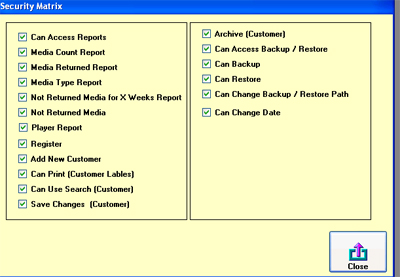 Security Matrix
Can Access Reports
Media Count Report
Media Returned Report
Media Type Report
Not Returned Media for X Weeks Report
Not Returned Media
Player Report
Register
Add New Customer
Can Print (Customer Lables)
Can Use Search (Customer)
Save Changes (Customer)
Archive (Customer)
Can Access Backup / Restore
Can Backup
Can Restore
Can Change Backup / Restore Path
Can Change Date
Close